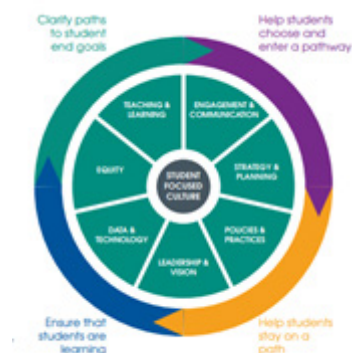 Clarify paths
to student
end goals
Help students
choose and
enter a pathway
TEACHING &
LEARNING
ENGAGEMENT &
COMMUNICATION
EQUITY
STUDENT
FOCUSED
CULTURE
STRATEGY &
PLANNING
DATA &
TECHNOLOGY
POLICIES &
PRACTICES
LEADERSHIP &
VISION
Ensure that
students are
learning
Help students
stay on a
path